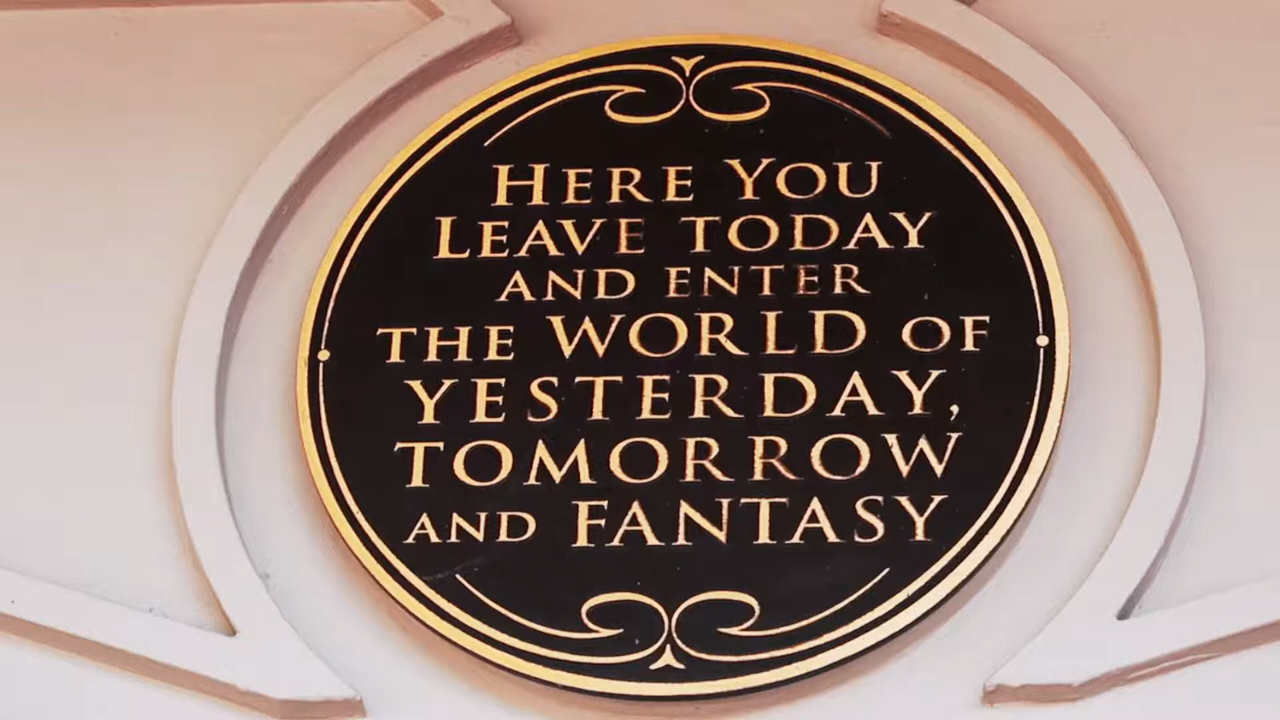 HERE YOU
LEAVE TODAY
AND ENTER
THE WORLD OF
YESTERDAY,
TOMORROW
AND FANTASY